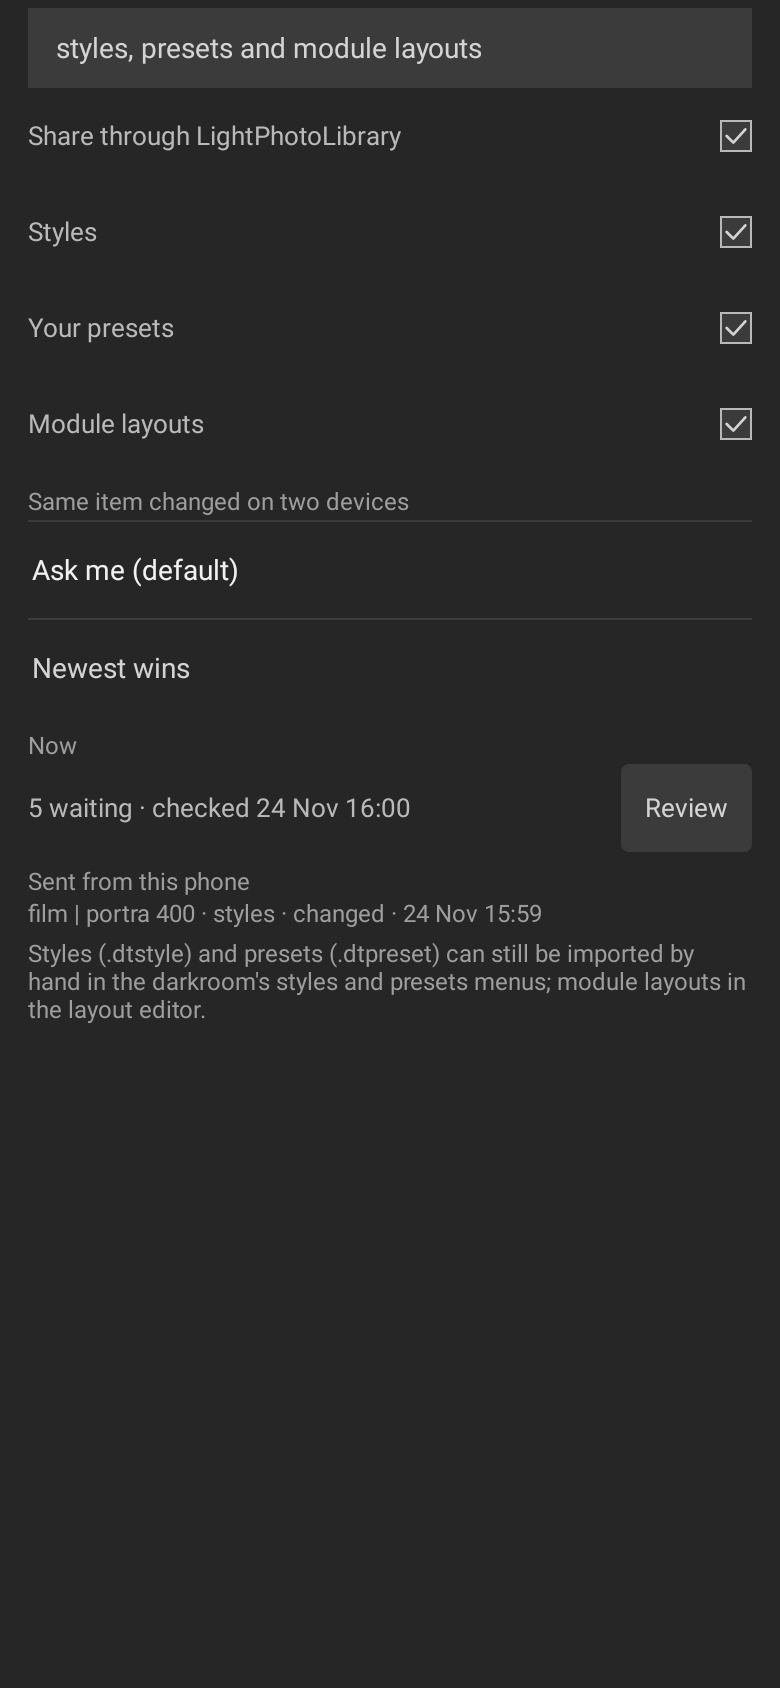 styles, presets and module layouts
Share through LightPhotoLibrary
Styles
Your presets
Module layouts
Same item changed on two devices
Ask me (default)
Newest wins
Now
5 waiting · checked 24 Nov 16:00
Review
Sent from this phone
film | portra 400 · styles · changed · 24 Nov 15:59
Styles (.dtstyle) and presets (.dtpreset) can still be imported by
hand in the darkroom's styles and presets menus; module layouts in
the layout editor.